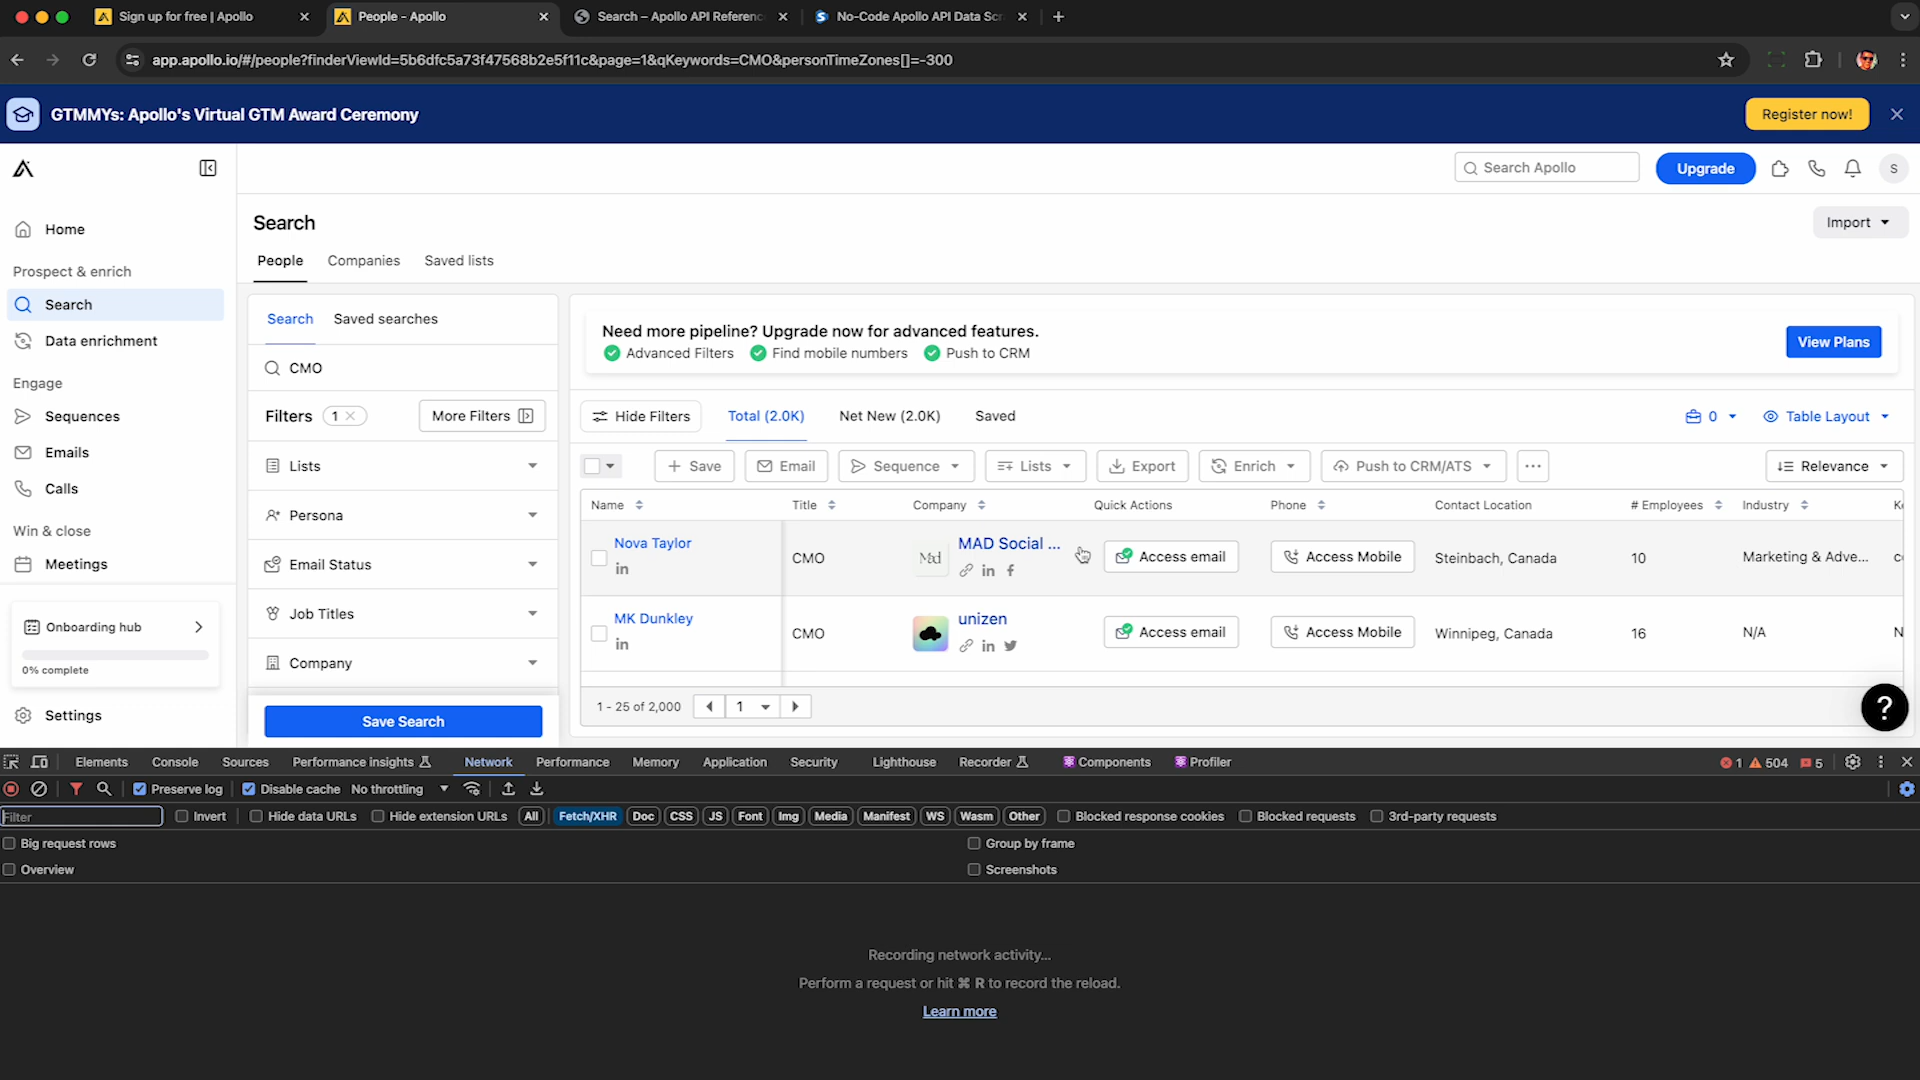 Sign up for free | Apollo
People - Apollo
Search – Apollo API Referenc
No-Code Apollo API Data Scr
app.apollo.io/#/people?finderViewId=5b6dfc5a73f47568b2e5f11c&page=1&qKeywords=CMO&personTimeZones[]=-300
GTMMYs: Apollo's Virtual GTM Award Ceremony
Register now!
Search Apollo
Upgrade
S
Home
Prospect & enrich
Search
Data enrichment
Engage
Sequences
Emails
Calls
Win & close
Meetings
Onboarding hub
0% complete
Settings
Search
Import
People Companies Saved lists
Search Saved searches
CMO
Filters 1 More Filters
Lists
Persona
Email Status
Job Titles
Company
Save Search
Need more pipeline? Upgrade now for advanced features.
Advanced Filters Find mobile numbers Push to CRM
View Plans
Hide Filters Total (2.0K) Net New (2.0K) Saved 0 Table Layout
Save Email Sequence Lists Export Enrich Push to CRM/ATS Relevance
Name Title Company Quick Actions Phone Contact Location # Employees Industry
Nova Taylor CMO Md MAD Social ... Access email Access Mobile Steinbach, Canada 10 Marketing & Adve...
MK Dunkley CMO unizen Access email Access Mobile Winnipeg, Canada 16 N/A
1 - 25 of 2,000 1
?
Elements Console Sources Performance insights Network Performance Memory Application Security Lighthouse Recorder Components Profiler 1 504 5
Preserve log Disable cache No throttling
Filter Invert Hide data URLs Hide extension URLs All Fetch/XHR Doc CSS JS Font Img Media Manifest WS Wasm Other Blocked response cookies Blocked requests 3rd-party requests
Big request rows Group by frame
Overview Screenshots
Recording network activity...
Perform a request or hit ⌘ R to record the reload.
Learn more